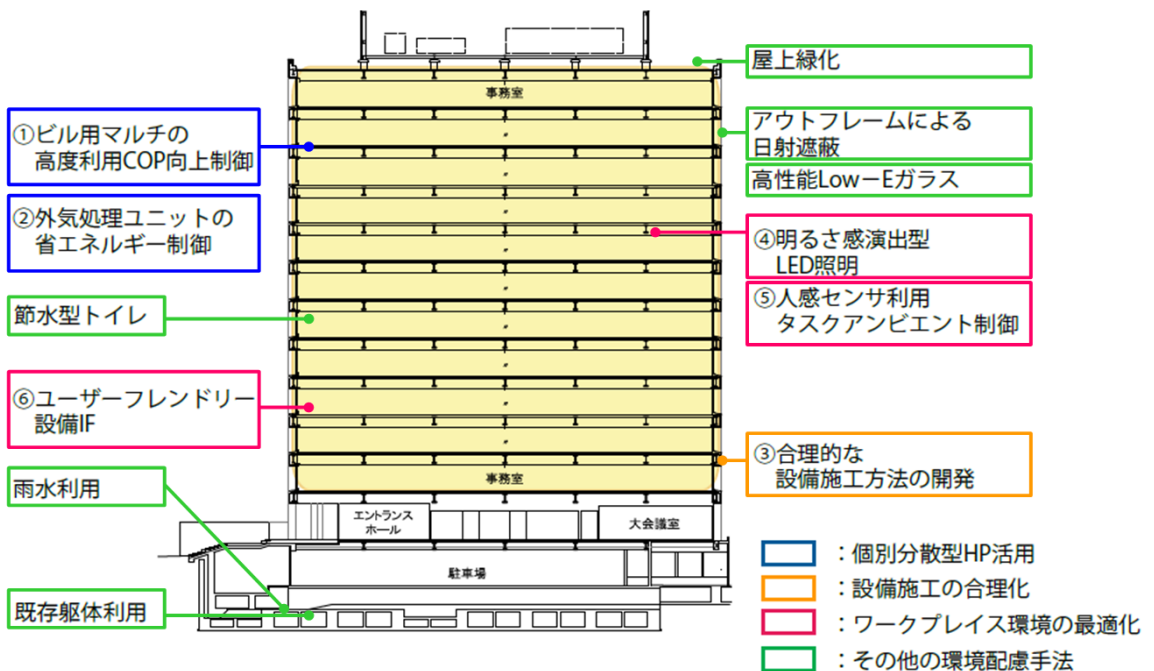 屋上緑化
事務室
①ビル用マルチの
高度利用COP向上制御
アウトフレームによる
日射遮蔽
高性能Low－Eガラス
②外気処理ユニットの
省エネルギー制御
④明るさ感演出型
LED照明
⑤人感センサ利用
タスクアンビエント制御
節水型トイレ
⑥ユーザーフレンドリー
設備IF
③合理的な
設備施工方法の開発
事務室
雨水利用
エントランス
ホール
大会議室
駐車場
既存躯体利用
：個別分散型HP活用
：設備施工の合理化
：ワークプレイス環境の最適化
：その他の環境配慮手法